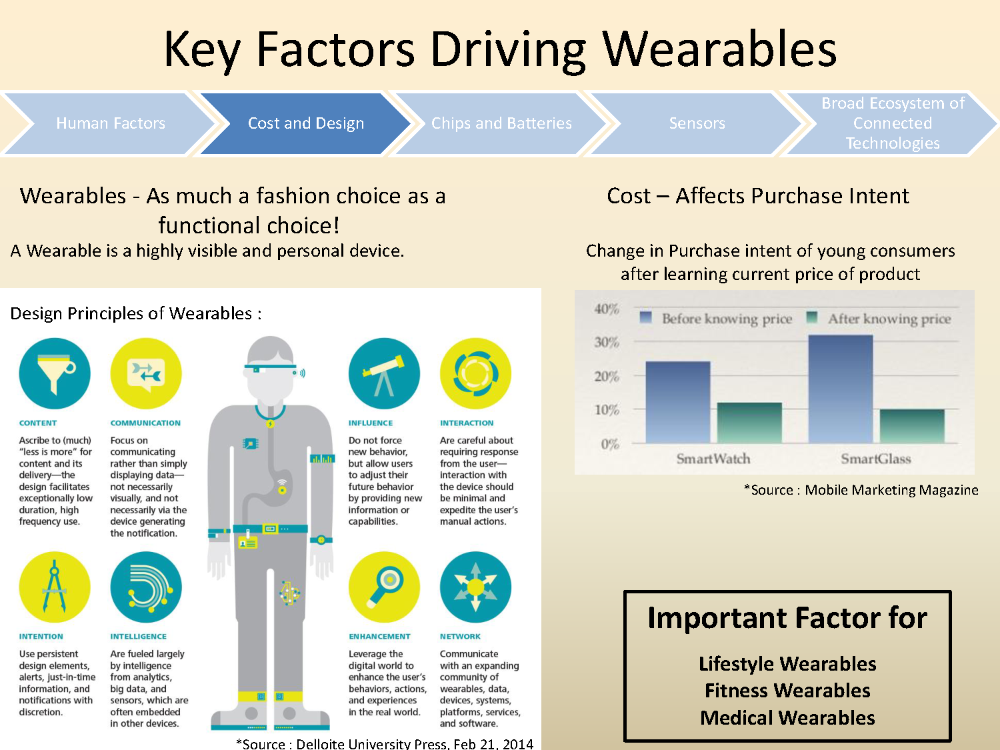 Key Factors Driving Wearables
Human Factors
Cost and Design
Chips and Batteries
Sensors
Broad Ecosystem of
Connected
Technologies
Wearables - As much a fashion choice as a
functional choice!
A Wearable is a highly visible and personal device.
Design Principles of Wearables :
CONTENT
Ascribe to (much)
"less is more" for
content and its
delivery—the
design facilitates
exceptionally low
duration, high
frequency use.
COMMUNICATION
Focus on
communicating
rather than simply
displaying data—
not necessarily
visually, and not
necessarily via the
device generating
the notification.
INFLUENCE
Do not force
new behavior,
but allow users
to adjust their
future behavior
by providing new
information or
capabilities.
INTERACTION
Are careful about
requiring response
from the user—
interaction with
the device should
be minimal and
expedite the user's
manual actions.
INTENTION
Use persistent
design elements,
alerts, just-in-time
information, and
notifications with
discretion.
INTELLIGENCE
Are fueled largely
by intelligence
from analytics,
big data, and
sensors, which are
often embedded
in other devices.
ENHANCEMENT
Leverage the
digital world to
enhance the user's
behaviors, actions,
and experiences
in the real world.
NETWORK
Communicate
with an expanding
community of
wearables, data,
devices, systems,
platforms, services,
and software.
*Source : Delloite University Press, Feb 21, 2014
Cost – Affects Purchase Intent
Change in Purchase intent of young consumers
after learning current price of product
40%
30%
20%
10%
0%
Before knowing price
After knowing price
SmartWatch
SmartGlass
*Source : Mobile Marketing Magazine
Important Factor for
Lifestyle Wearables
Fitness Wearables
Medical Wearables